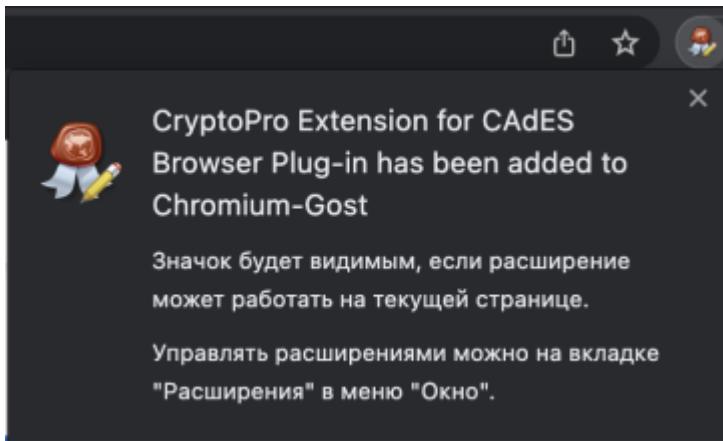 CryptoPro Extension for CAdES
Browser Plug-in has been added to
Chromium-Gost
Значок будет видимым, если расширение
может работать на текущей странице.
Управлять расширениями можно на вкладке
"Расширения" в меню "Окно".